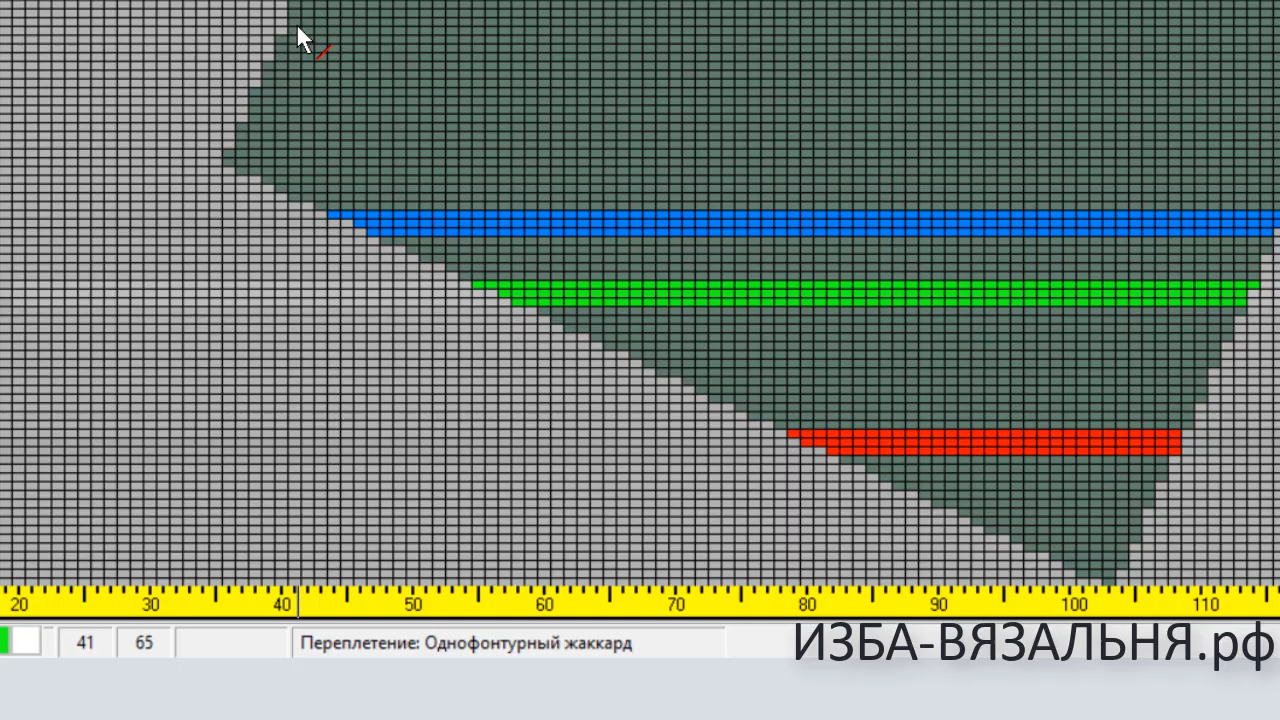 20 30 40 50 60 70 80 90 100 110
41 65 Переплетение: Однофонтурный жаккард
ИЗБА-ВЯЗАЛЬНЯ.рф